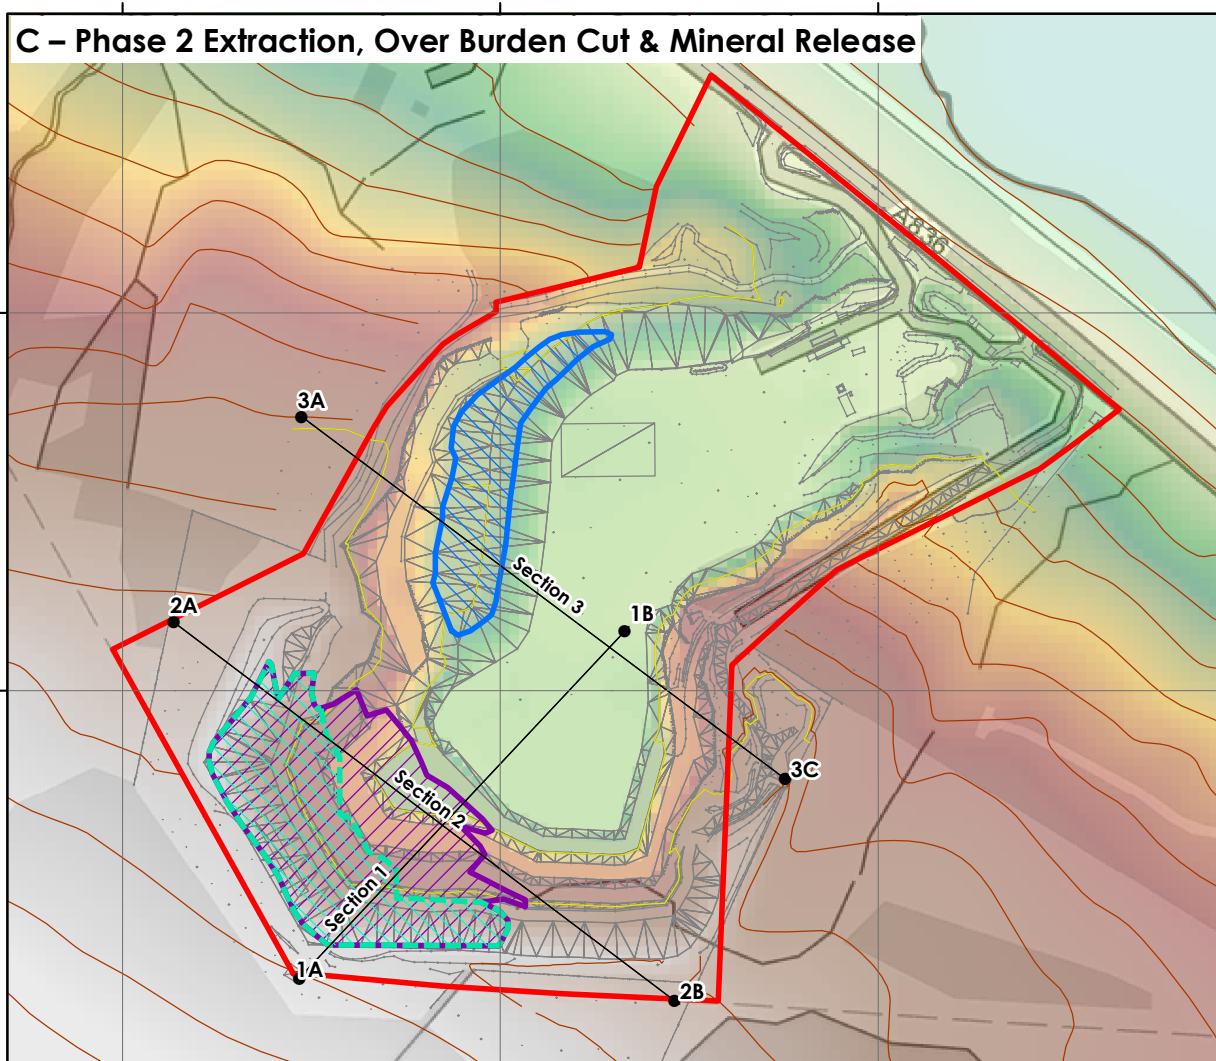 C – Phase 2 Extraction, Over Burden Cut & Mineral Release
A836
3A
Section 3
2A
1B
3C
Section 2
Section 1
1A
2B